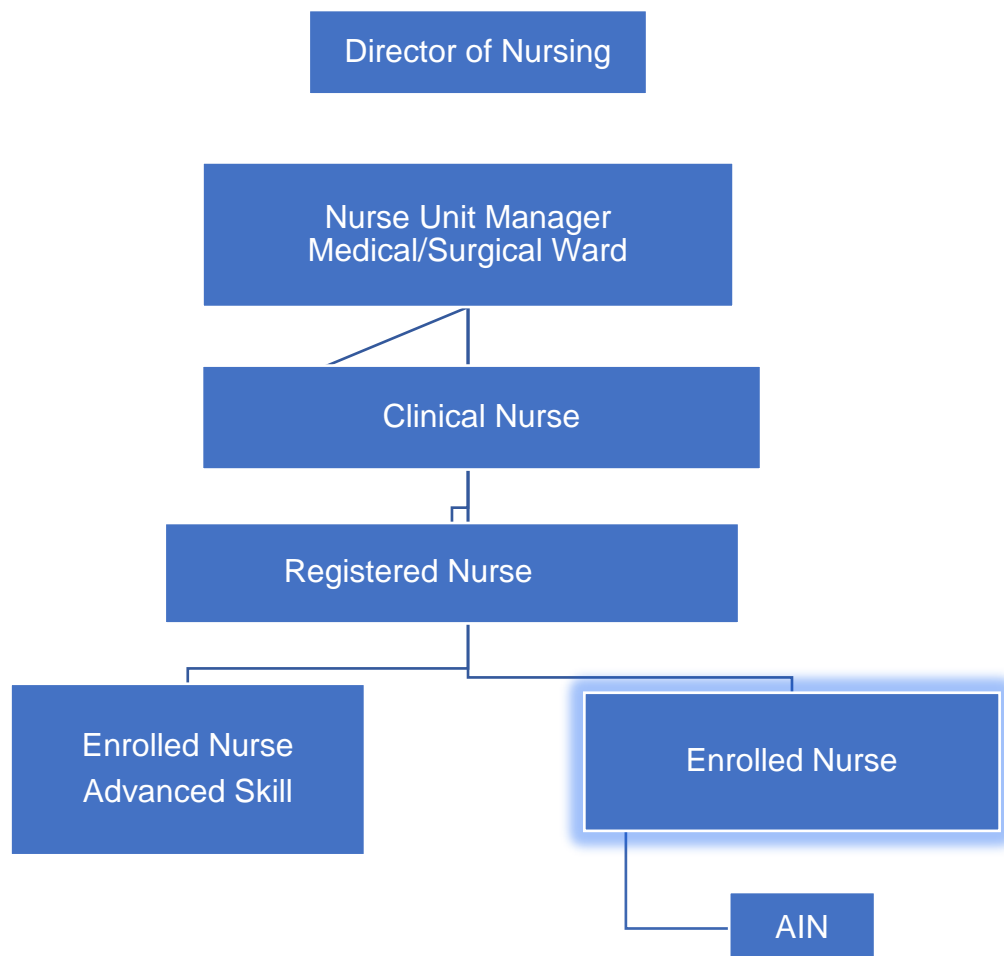 Director of Nursing
Nurse Unit Manager
Medical/Surgical Ward
Clinical Nurse
Registered Nurse
Enrolled Nurse
Advanced Skill
Enrolled Nurse
AIN